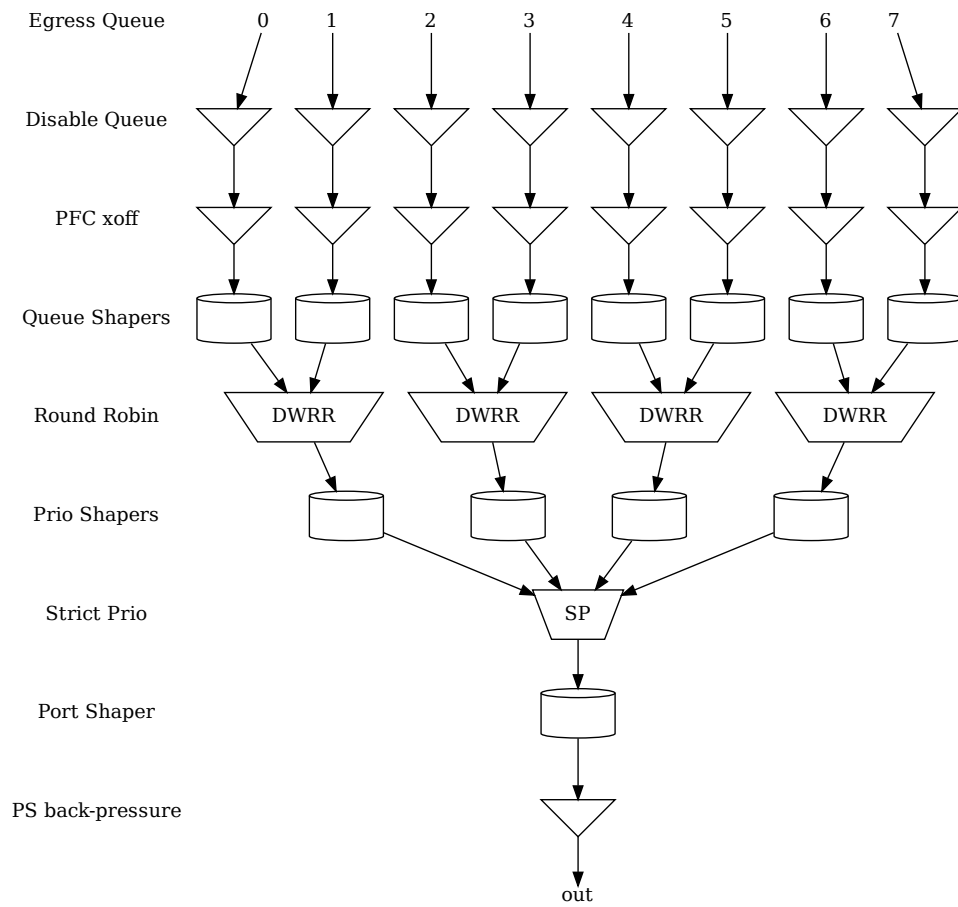 Egress Queue 0 1 2 3 4 5 6 7
Disable Queue
PFC xoff
Queue Shapers
Round Robin DWRR DWRR DWRR DWRR
Prio Shapers
Strict Prio SP
Port Shaper
PS back-pressure
out